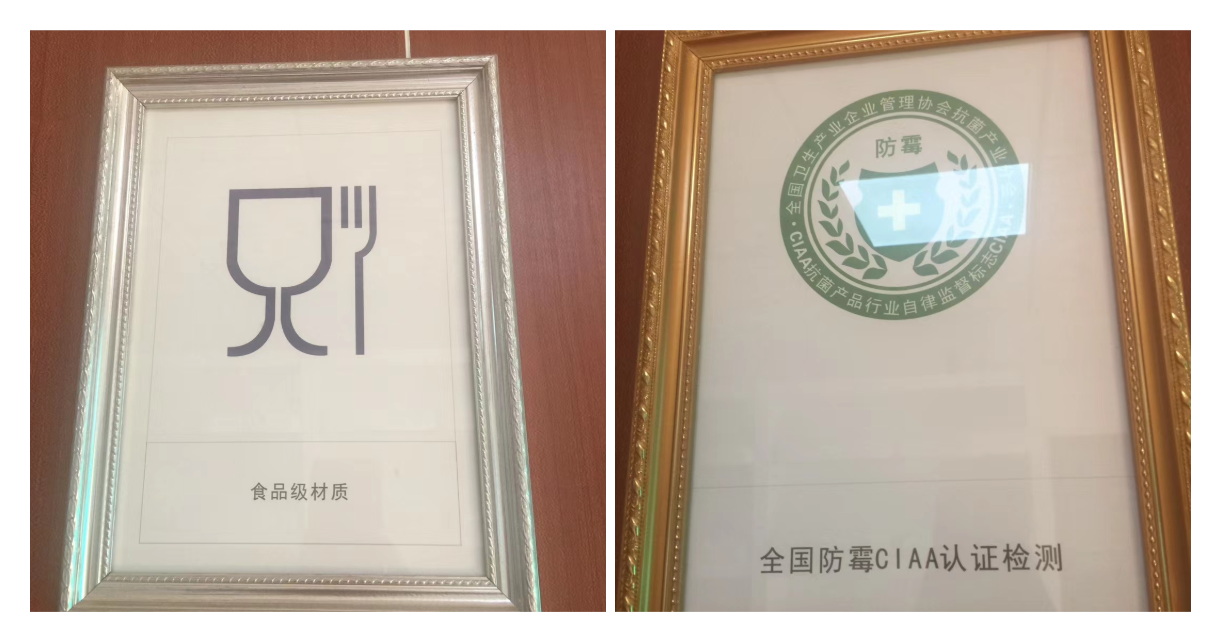 食品级材质
全国卫生产业企业管理协会抗菌产业
防霉
CIAA抗菌产品行业自律监督标志
全国防霉CIAA认证检测